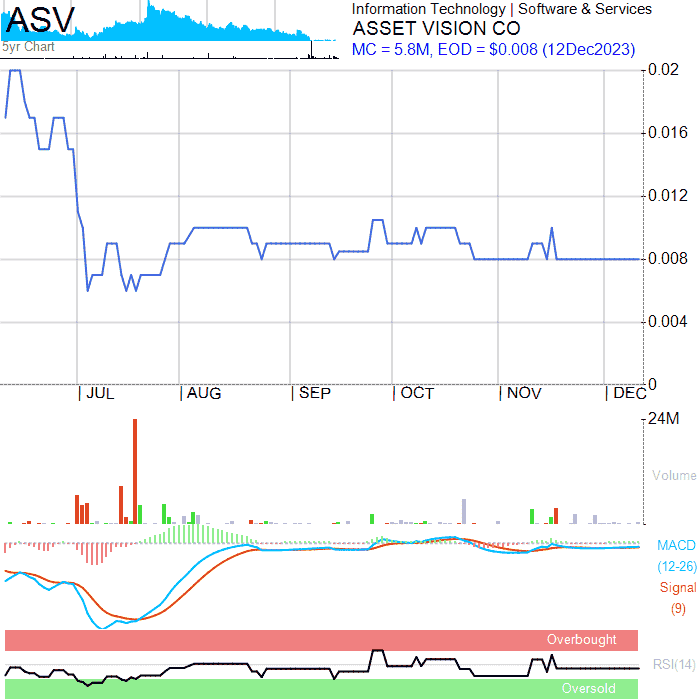 ASV
5yr Chart
Information Technology | Software & Services
ASSET VISION CO
MC = 5.8M, EOD = $0.008 (12Dec2023)
0.02
0.016
0.012
0.008
0.004
0
| JUL | AUG | SEP | OCT | NOV | DEC
24M
Volume
MACD
(12-26)
Signal
(9)
Overbought
RSI(14)
Oversold